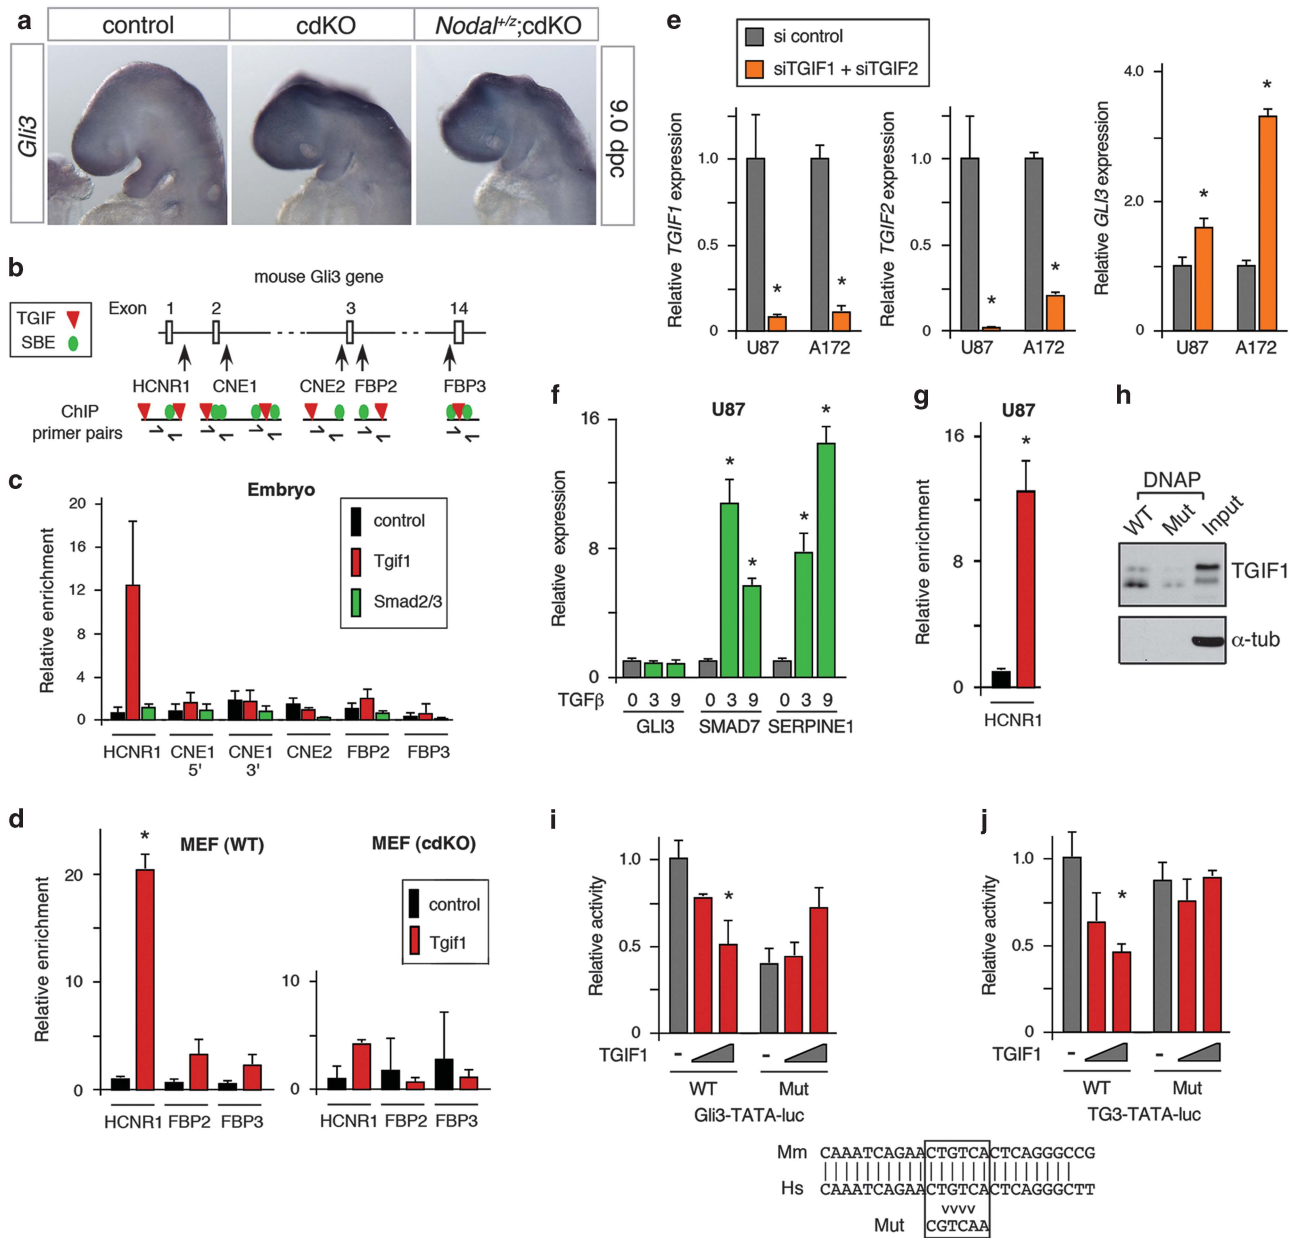 a
control
cdKO
Nodal+/z;cdKO
Gli3
9.0 dpc
b
mouse Gli3 gene
TGIF
SBE
Exon
1
2
3
14
HCNR1
CNE1
CNE2
FBP2
FBP3
ChIP
primer pairs
c
Embryo
Relative enrichment
20
16
12
8
4
0
control
Tgif1
Smad2/3
HCNR1
CNE1
5'
CNE1
3'
CNE2
FBP2
FBP3
d
MEF (WT)
MEF (cdKO)
Relative enrichment
20
10
0
*
10
0
control
Tgif1
HCNR1 FBP2 FBP3
HCNR1 FBP2 FBP3
e
si control
siTGIF1 + siTGIF2
Relative TGIF1 expression
1.0
0.5
0
* *
U87 A172
Relative TGIF2 expression
1.0
0.5
0
* *
U87 A172
Relative GLI3 expression
4.0
2.0
0
* *
U87 A172
f
U87
Relative expression
16
8
0
* * * *
TGFβ 0 3 9 0 3 9 0 3 9
GLI3 SMAD7 SERPINE1
g
U87
Relative enrichment
16
8
0
*
HCNR1
h
DNAP
WT Mut Input
TGIF1
α-tub
i
Relative activity
1.0
0.5
0
*
TGIF1 - -
WT Mut
Gli3-TATA-luc
j
Relative activity
1.0
0.5
0
*
TGIF1 - -
WT Mut
TG3-TATA-luc
Mm CAAATCAGAACTGTCACTCAGGGCCG
Hs CAAATCAGAACTGTCACTCAGGGCTT
vvvv
Mut CGTCAA